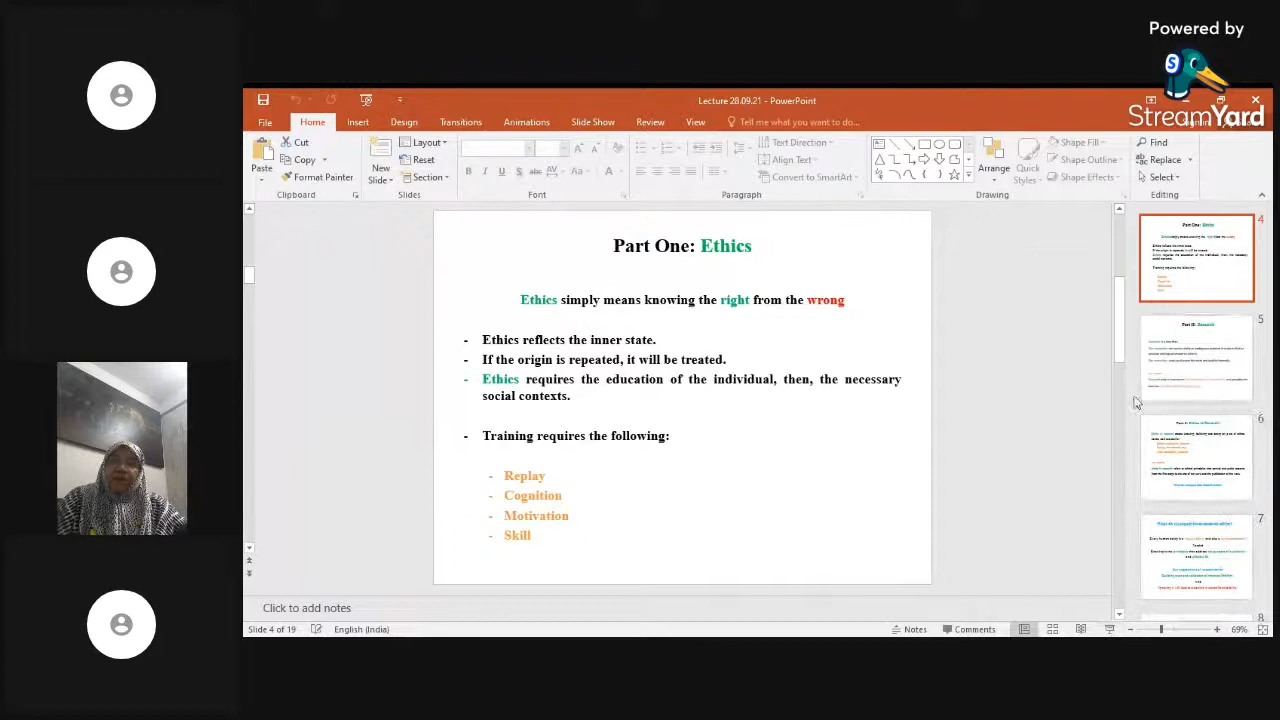 Powered by
StreamYard
Lecture 28.09.21 - PowerPoint
File Home Insert Design Transitions Animations Slide Show Review View Tell me what you want to do...
Paste
Cut
Copy
Format Painter
Clipboard
New
Slide
Layout
Reset
Section
Slides
Font
Text Direction
Align Text
Convert to SmartArt
Paragraph
Arrange
Quick
Styles
Shape Fill
Shape Outline
Shape Effects
Drawing
Find
Replace
Select
Editing
Part One: Ethics
Ethics simply means knowing the right from the wrong
- Ethics reflects the inner state.
- If the origin is repeated, it will be treated.
- Ethics requires the education of the individual, then, the necessary
social contexts.
- Training requires the following:
- Replay
- Cognition
- Motivation
- Skill
4
5
6
7
8
Click to add notes
Slide 4 of 19 English (India) Notes Comments 69%